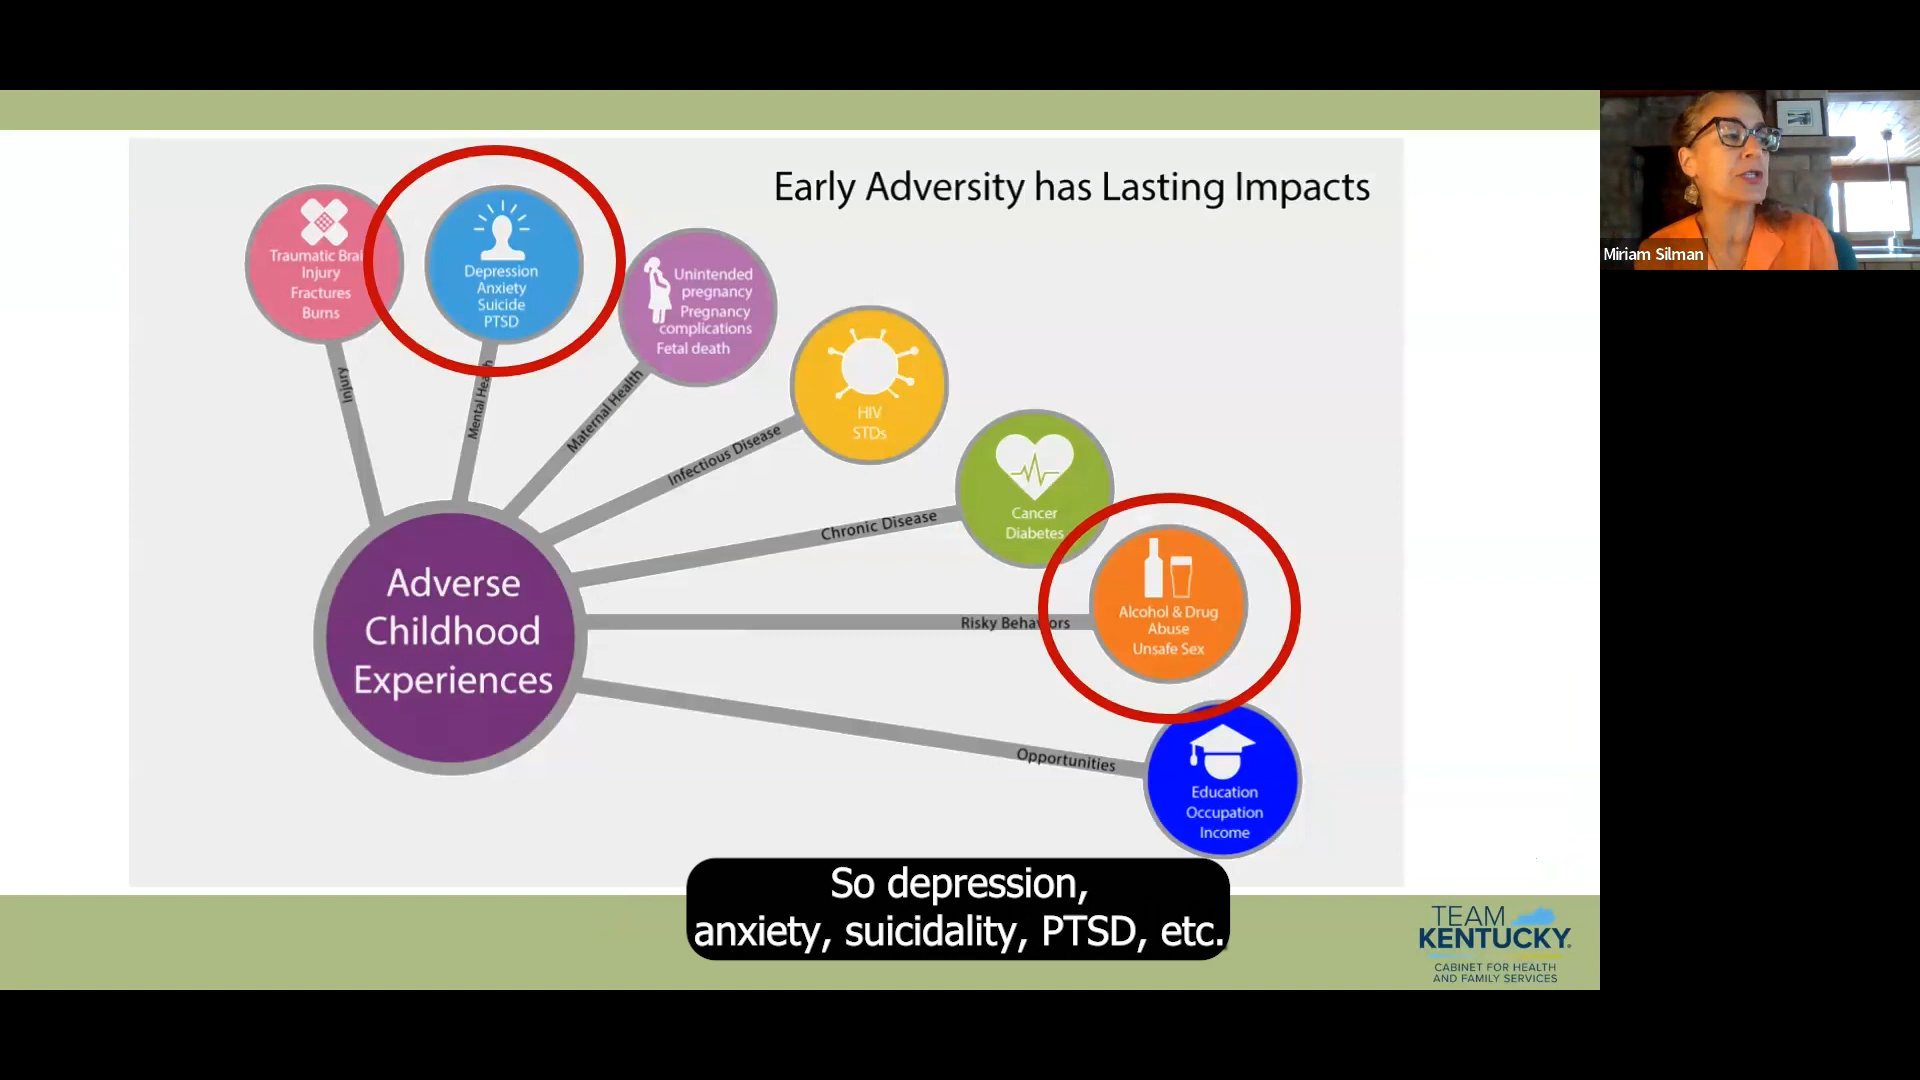 Early Adversity has Lasting Impacts
Miriam Silman
Traumatic Brai
Injury
Fractures
Burns
Depression
Anxiety
Suicide
PTSD
Unintended
pregnancy
Pregnancy
complications
Fetal death
HIV
STDs
Cancer
Diabetes
Alcohol & Drug
Abuse
Unsafe Sex
Education
Occupation
Income
Injury
Mental Health
Maternal Health
Infectious Disease
Chronic Disease
Risky Behaviors
Opportunities
Adverse
Childhood
Experiences
So depression,
anxiety, suicidality, PTSD, etc.
TEAM
KENTUCKY®
CABINET FOR HEALTH
AND FAMILY SERVICES